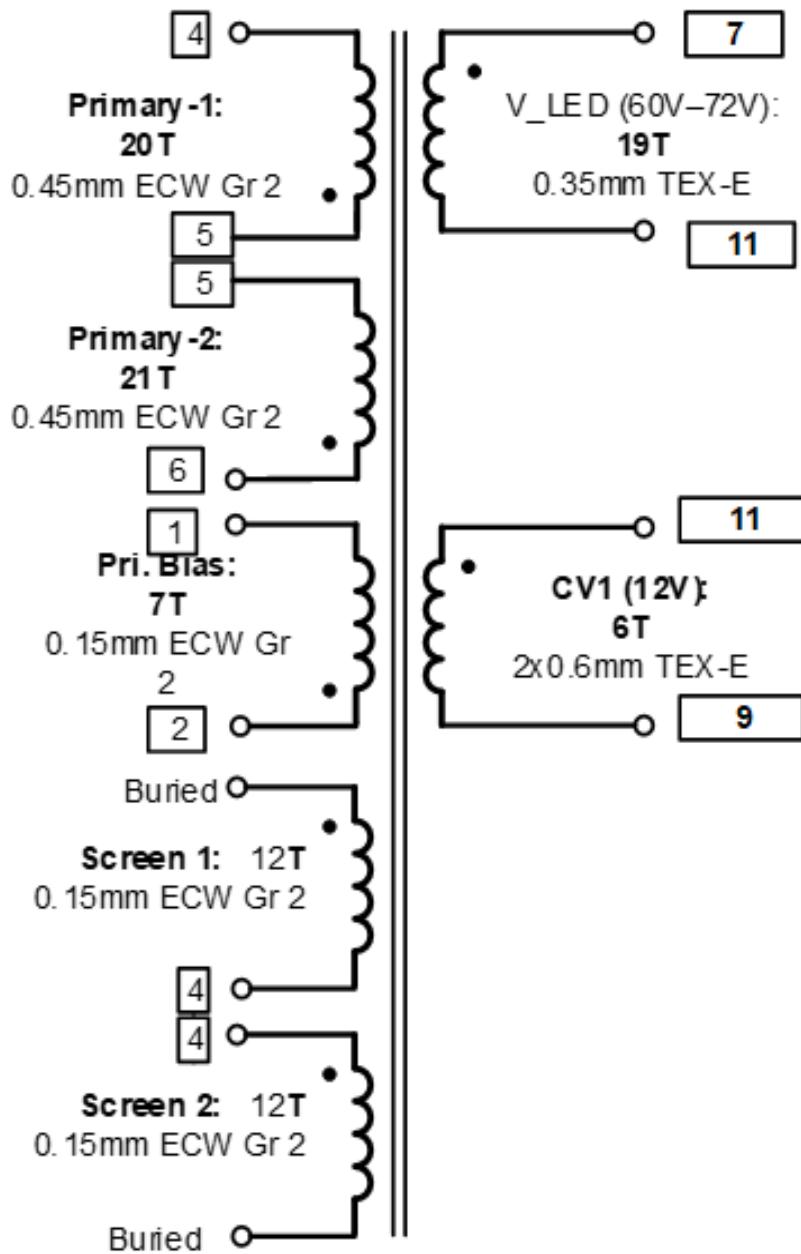 4
Primary-1:
20T
0.45mm ECW Gr 2
5
5
Primary-2:
21T
0.45mm ECW Gr 2
6
1
Pri. Bias:
7T
0.15mm ECW Gr
2
2
Buried
Screen 1: 12T
0.15mm ECW Gr 2
4
4
Screen 2: 12T
0.15mm ECW Gr 2
Buried
7
V_LED (60V–72V):
19T
0.35mm TEX-E
11
11
CV1 (12V):
6T
2x0.6mm TEX-E
9